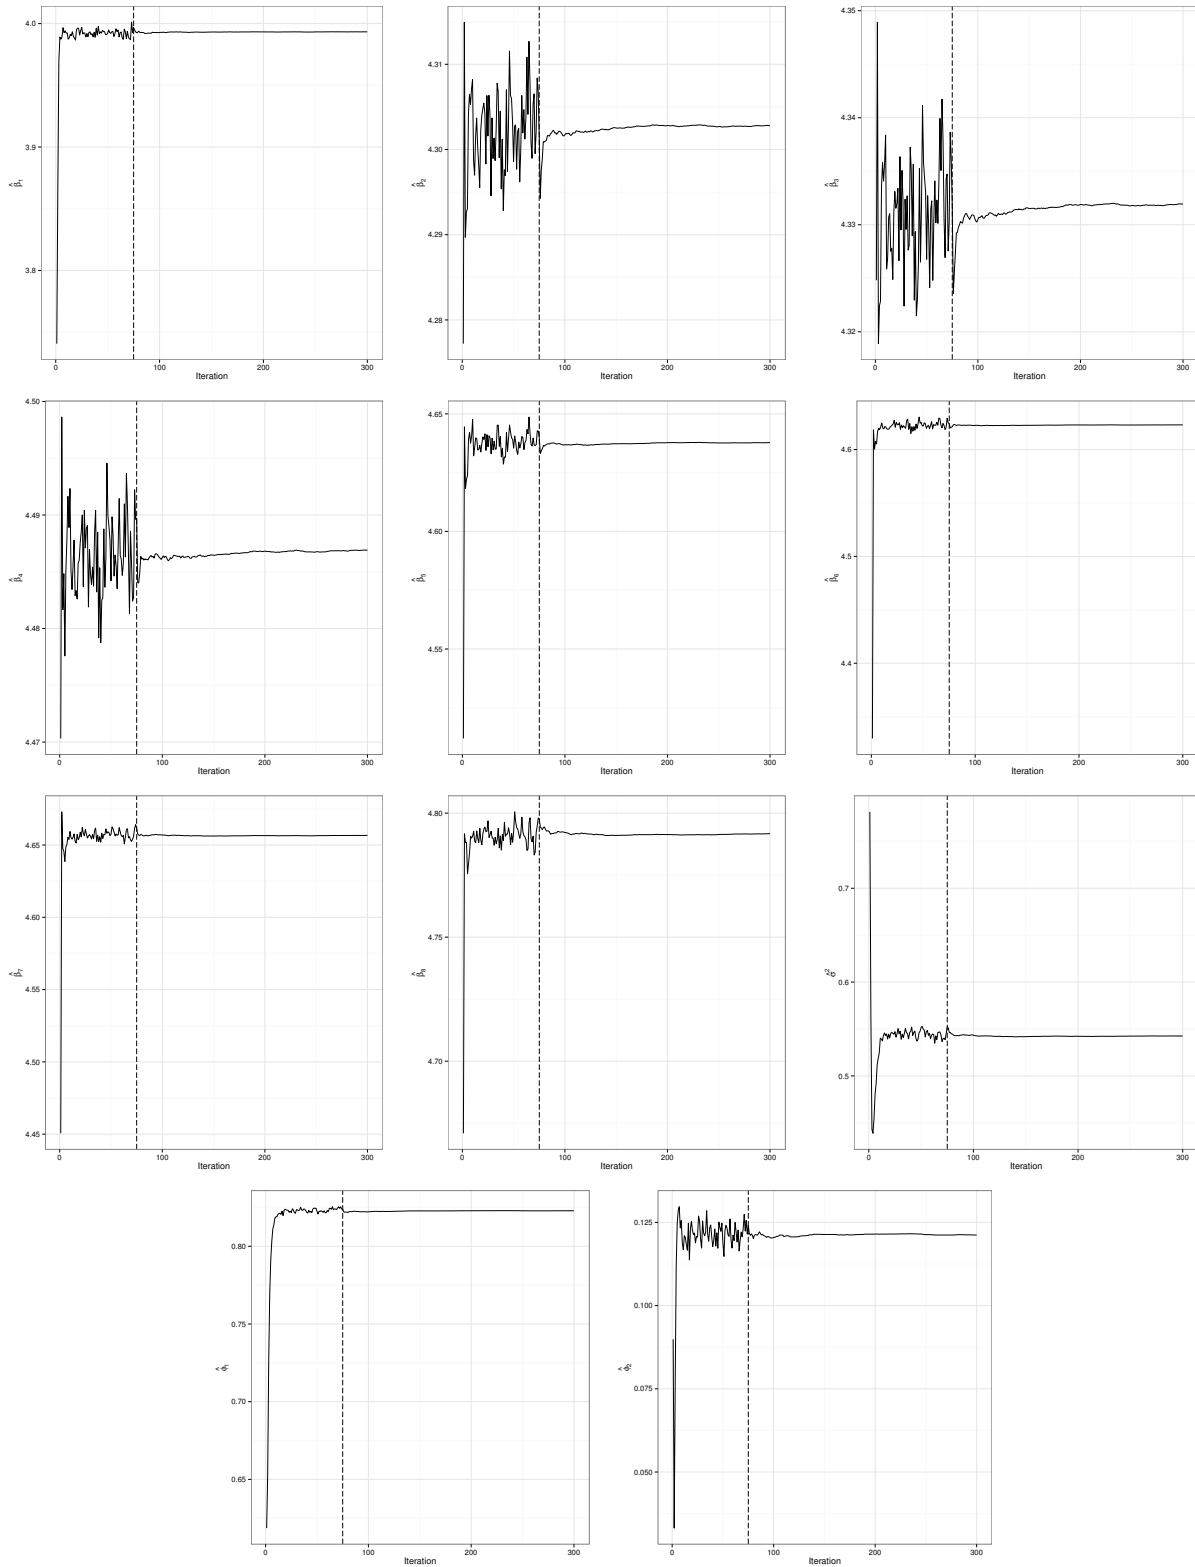 4.0
3.9
3.8
β̂1
0 100 200 300
Iteration
4.31
4.30
4.29
4.28
β̂2
0 100 200 300
Iteration
4.35
4.34
4.33
4.32
β̂3
0 100 200 300
Iteration
4.50
4.49
4.48
4.47
β̂4
0 100 200 300
Iteration
4.65
4.60
4.55
β̂5
0 100 200 300
Iteration
4.6
4.5
4.4
β̂6
0 100 200 300
Iteration
4.65
4.60
4.55
4.50
4.45
β̂7
0 100 200 300
Iteration
4.80
4.75
4.70
β̂8
0 100 200 300
Iteration
0.7
0.6
0.5
σ̂²
0 100 200 300
Iteration
0.80
0.75
0.70
0.65
ϕ̂1
0 100 200 300
Iteration
0.125
0.100
0.075
0.050
ϕ̂2
0 100 200 300
Iteration